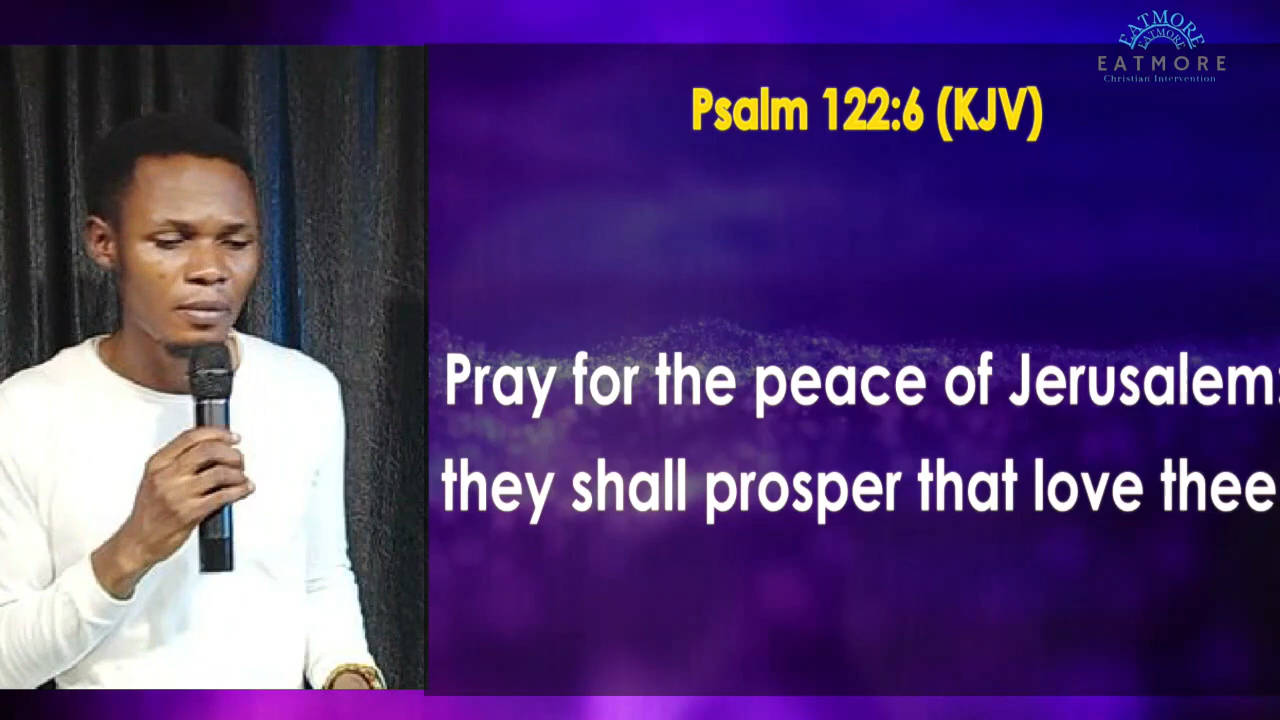 EATMORE
EATMORE
EATMORE
Christian Intervention
Psalm 122:6 (KJV)
Pray for the peace of Jerusalem:
they shall prosper that love thee